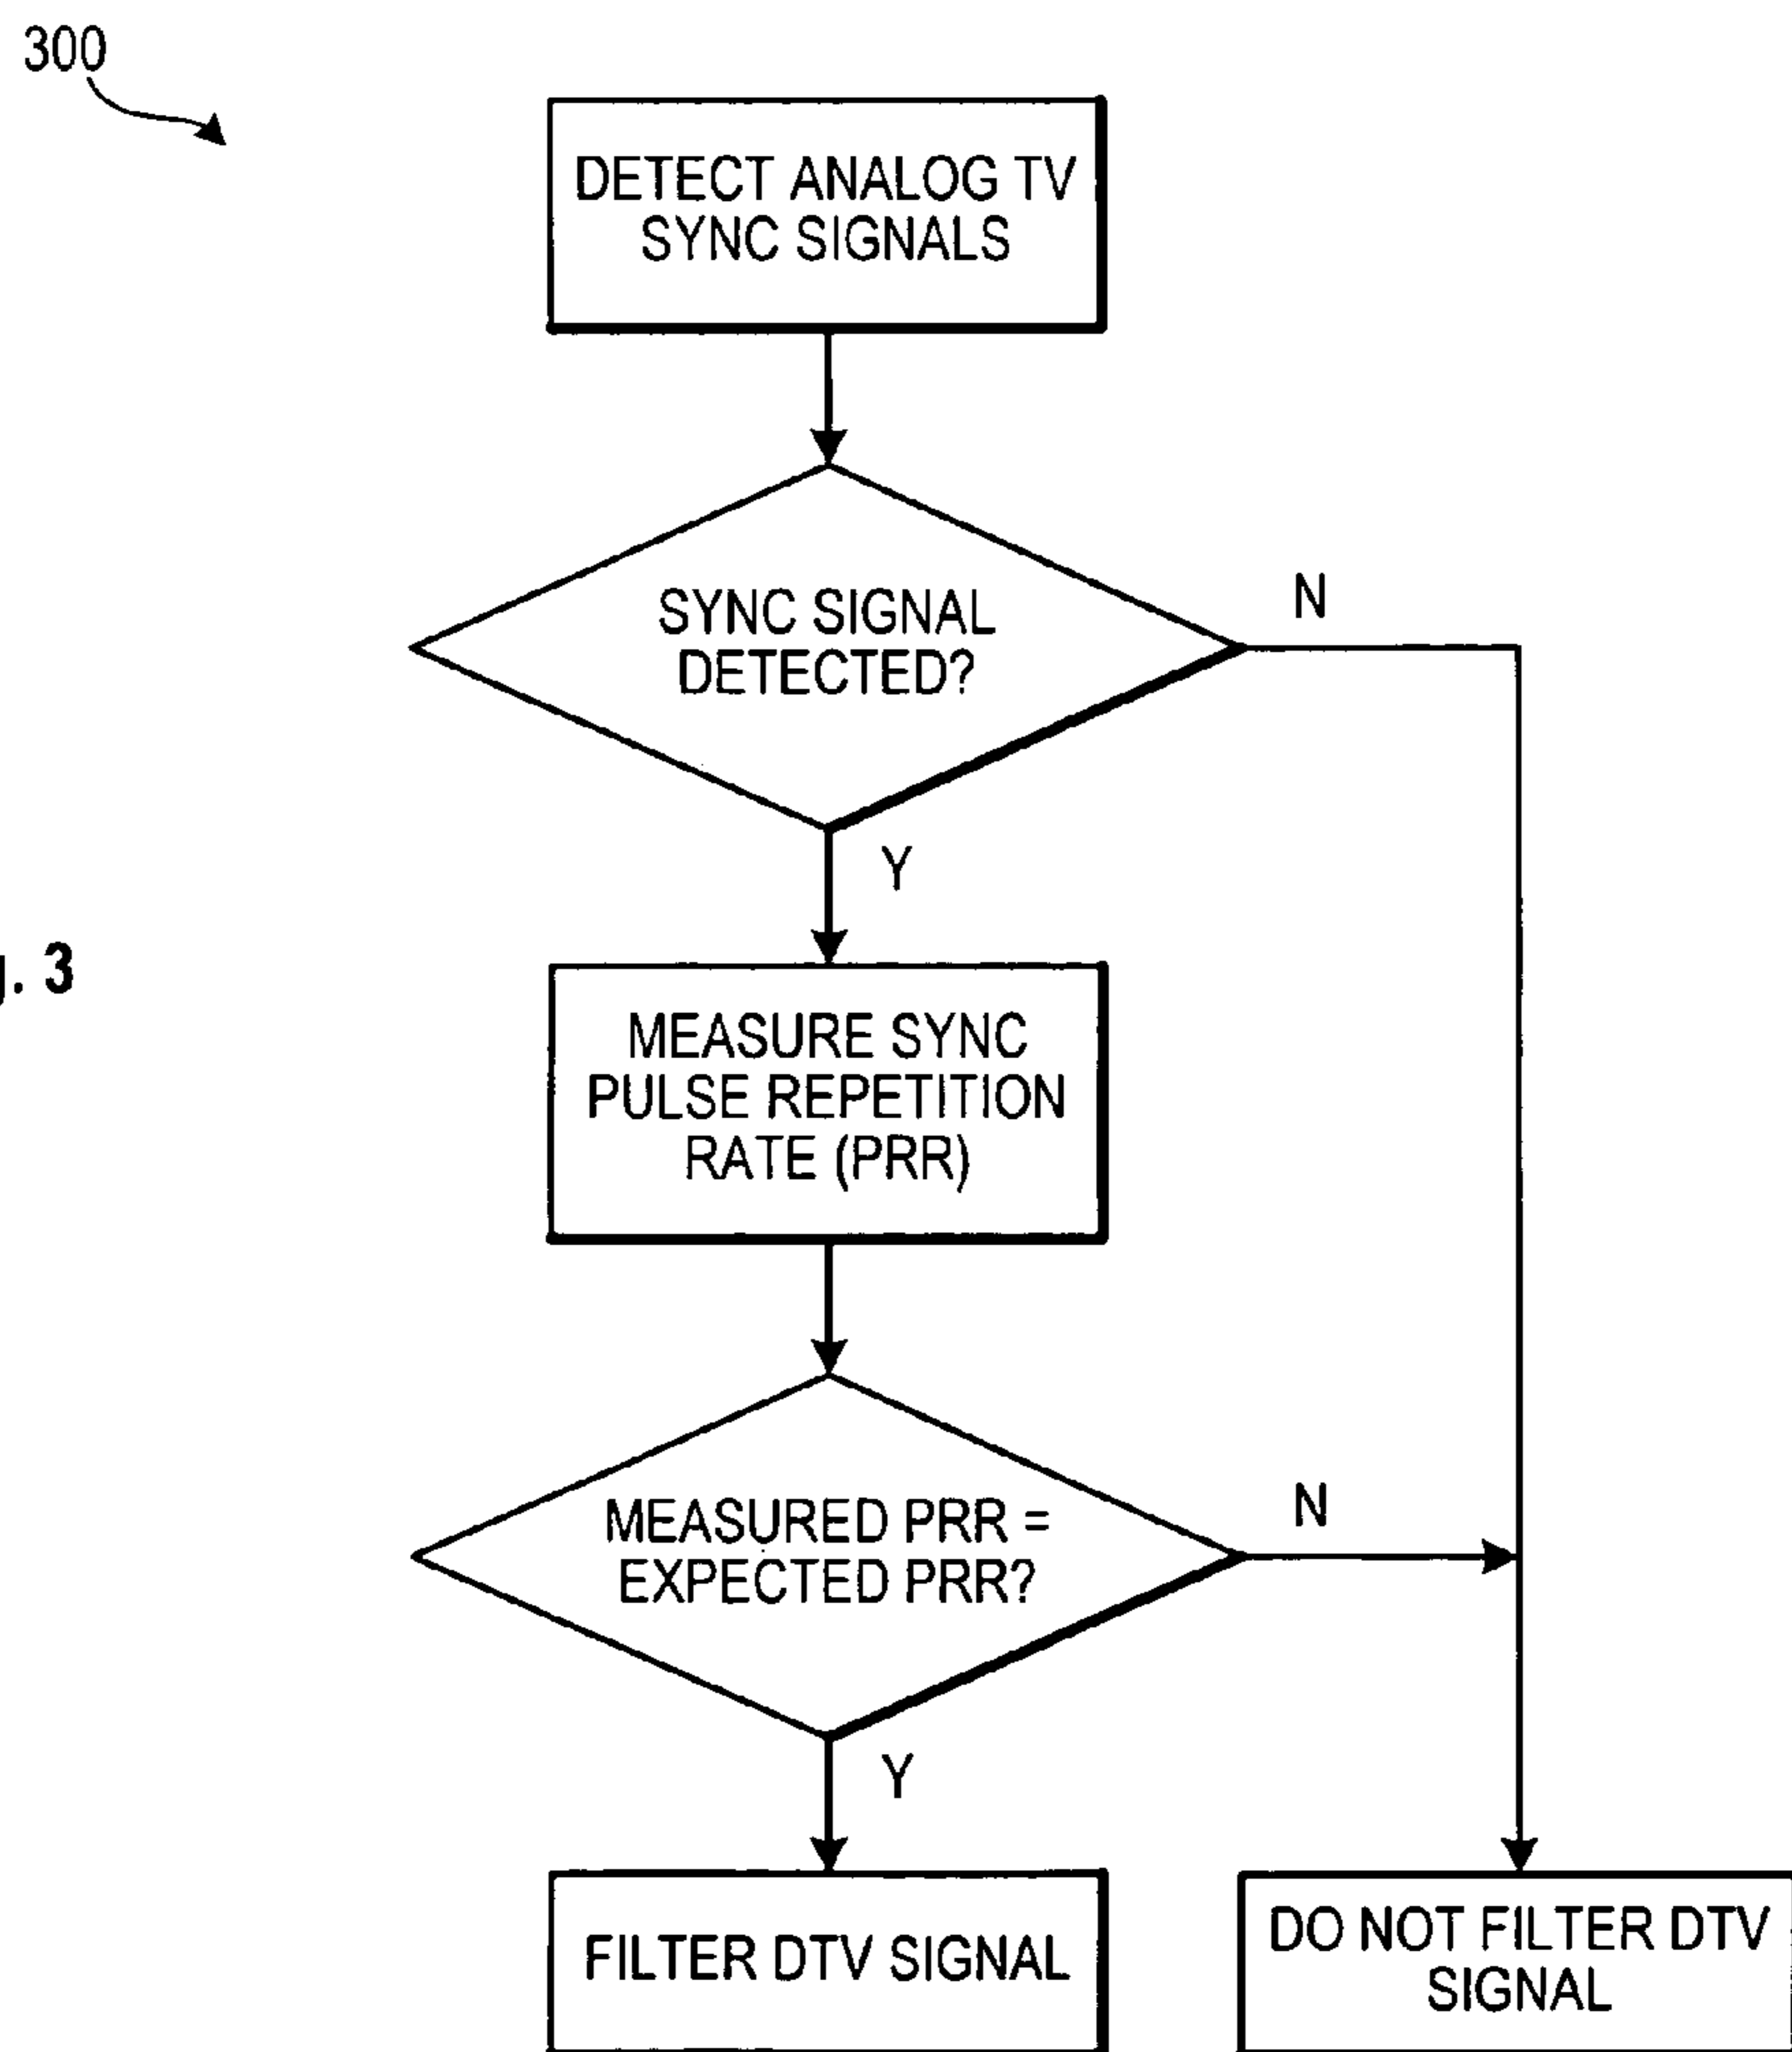 300
DETECT ANALOG TV
SYNC SIGNALS
SYNC SIGNAL
DETECTED?
N
Y
. 3
MEASURE SYNC
PULSE REPETITION
RATE (PRR)
MEASURED PRR =
EXPECTED PRR?
N
Y
FILTER DTV SIGNAL
DO NOT FILTER DTV
SIGNAL